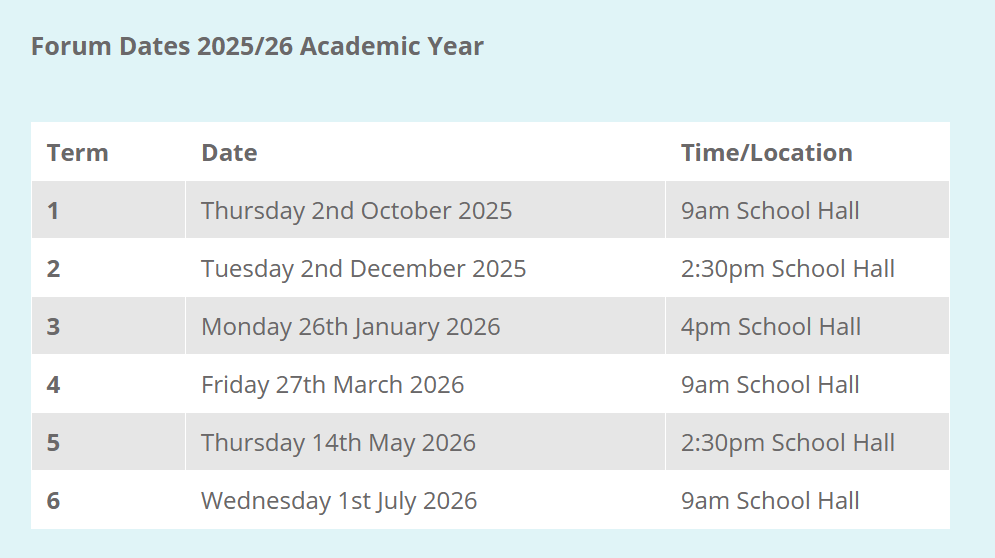 Forum Dates 2025/26 Academic Year
Term Date Time/Location
1 Thursday 2nd October 2025 9am School Hall
2 Tuesday 2nd December 2025 2:30pm School Hall
3 Monday 26th January 2026 4pm School Hall
4 Friday 27th March 2026 9am School Hall
5 Thursday 14th May 2026 2:30pm School Hall
6 Wednesday 1st July 2026 9am School Hall